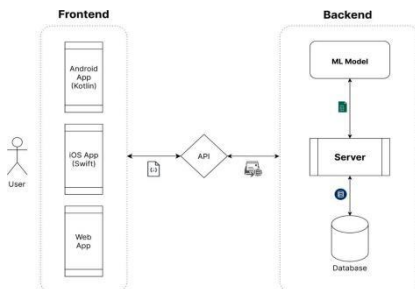 Frontend
Backend
Android
App
(Kotlin)
ML Model
User
iOS App
(Swift)
API
Server
Web
App
Database